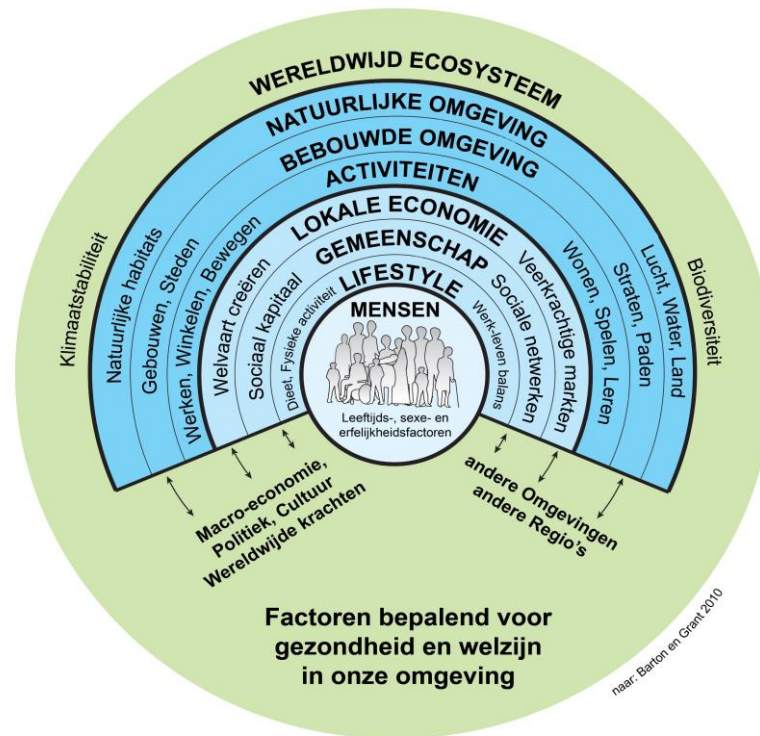 WERELDWIJD ECOSYSTEEM
NATUURLIJKE OMGEVING
BEBOUWDE OMGEVING
ACTIVITEITEN
LOKALE ECONOMIE
GEMEENSCHAP
LIFESTYLE
MENSEN
Leeftijds-, sexe- en
erfelijkheidsfactoren
Klimaatstabiliteit
Natuurlijke habitats
Gebouwen, Steden
Werken, Winkelen, Bewegen
Welvaart creëren
Sociaal kapitaal
Dieet, Fysieke activiteit
Werk-leven balans
Sociale netwerken
Veerkrachtige markten
Wonen, Spelen, Leren
Straten, Paden
Lucht, Water, Land
Biodiversiteit
Macro-economie,
Politiek, Cultuur
Wereldwijde krachten
andere Omgevingen
andere Regio's
Factoren bepalend voor
gezondheid en welzijn
in onze omgeving
naar: Barton en Grant 2010